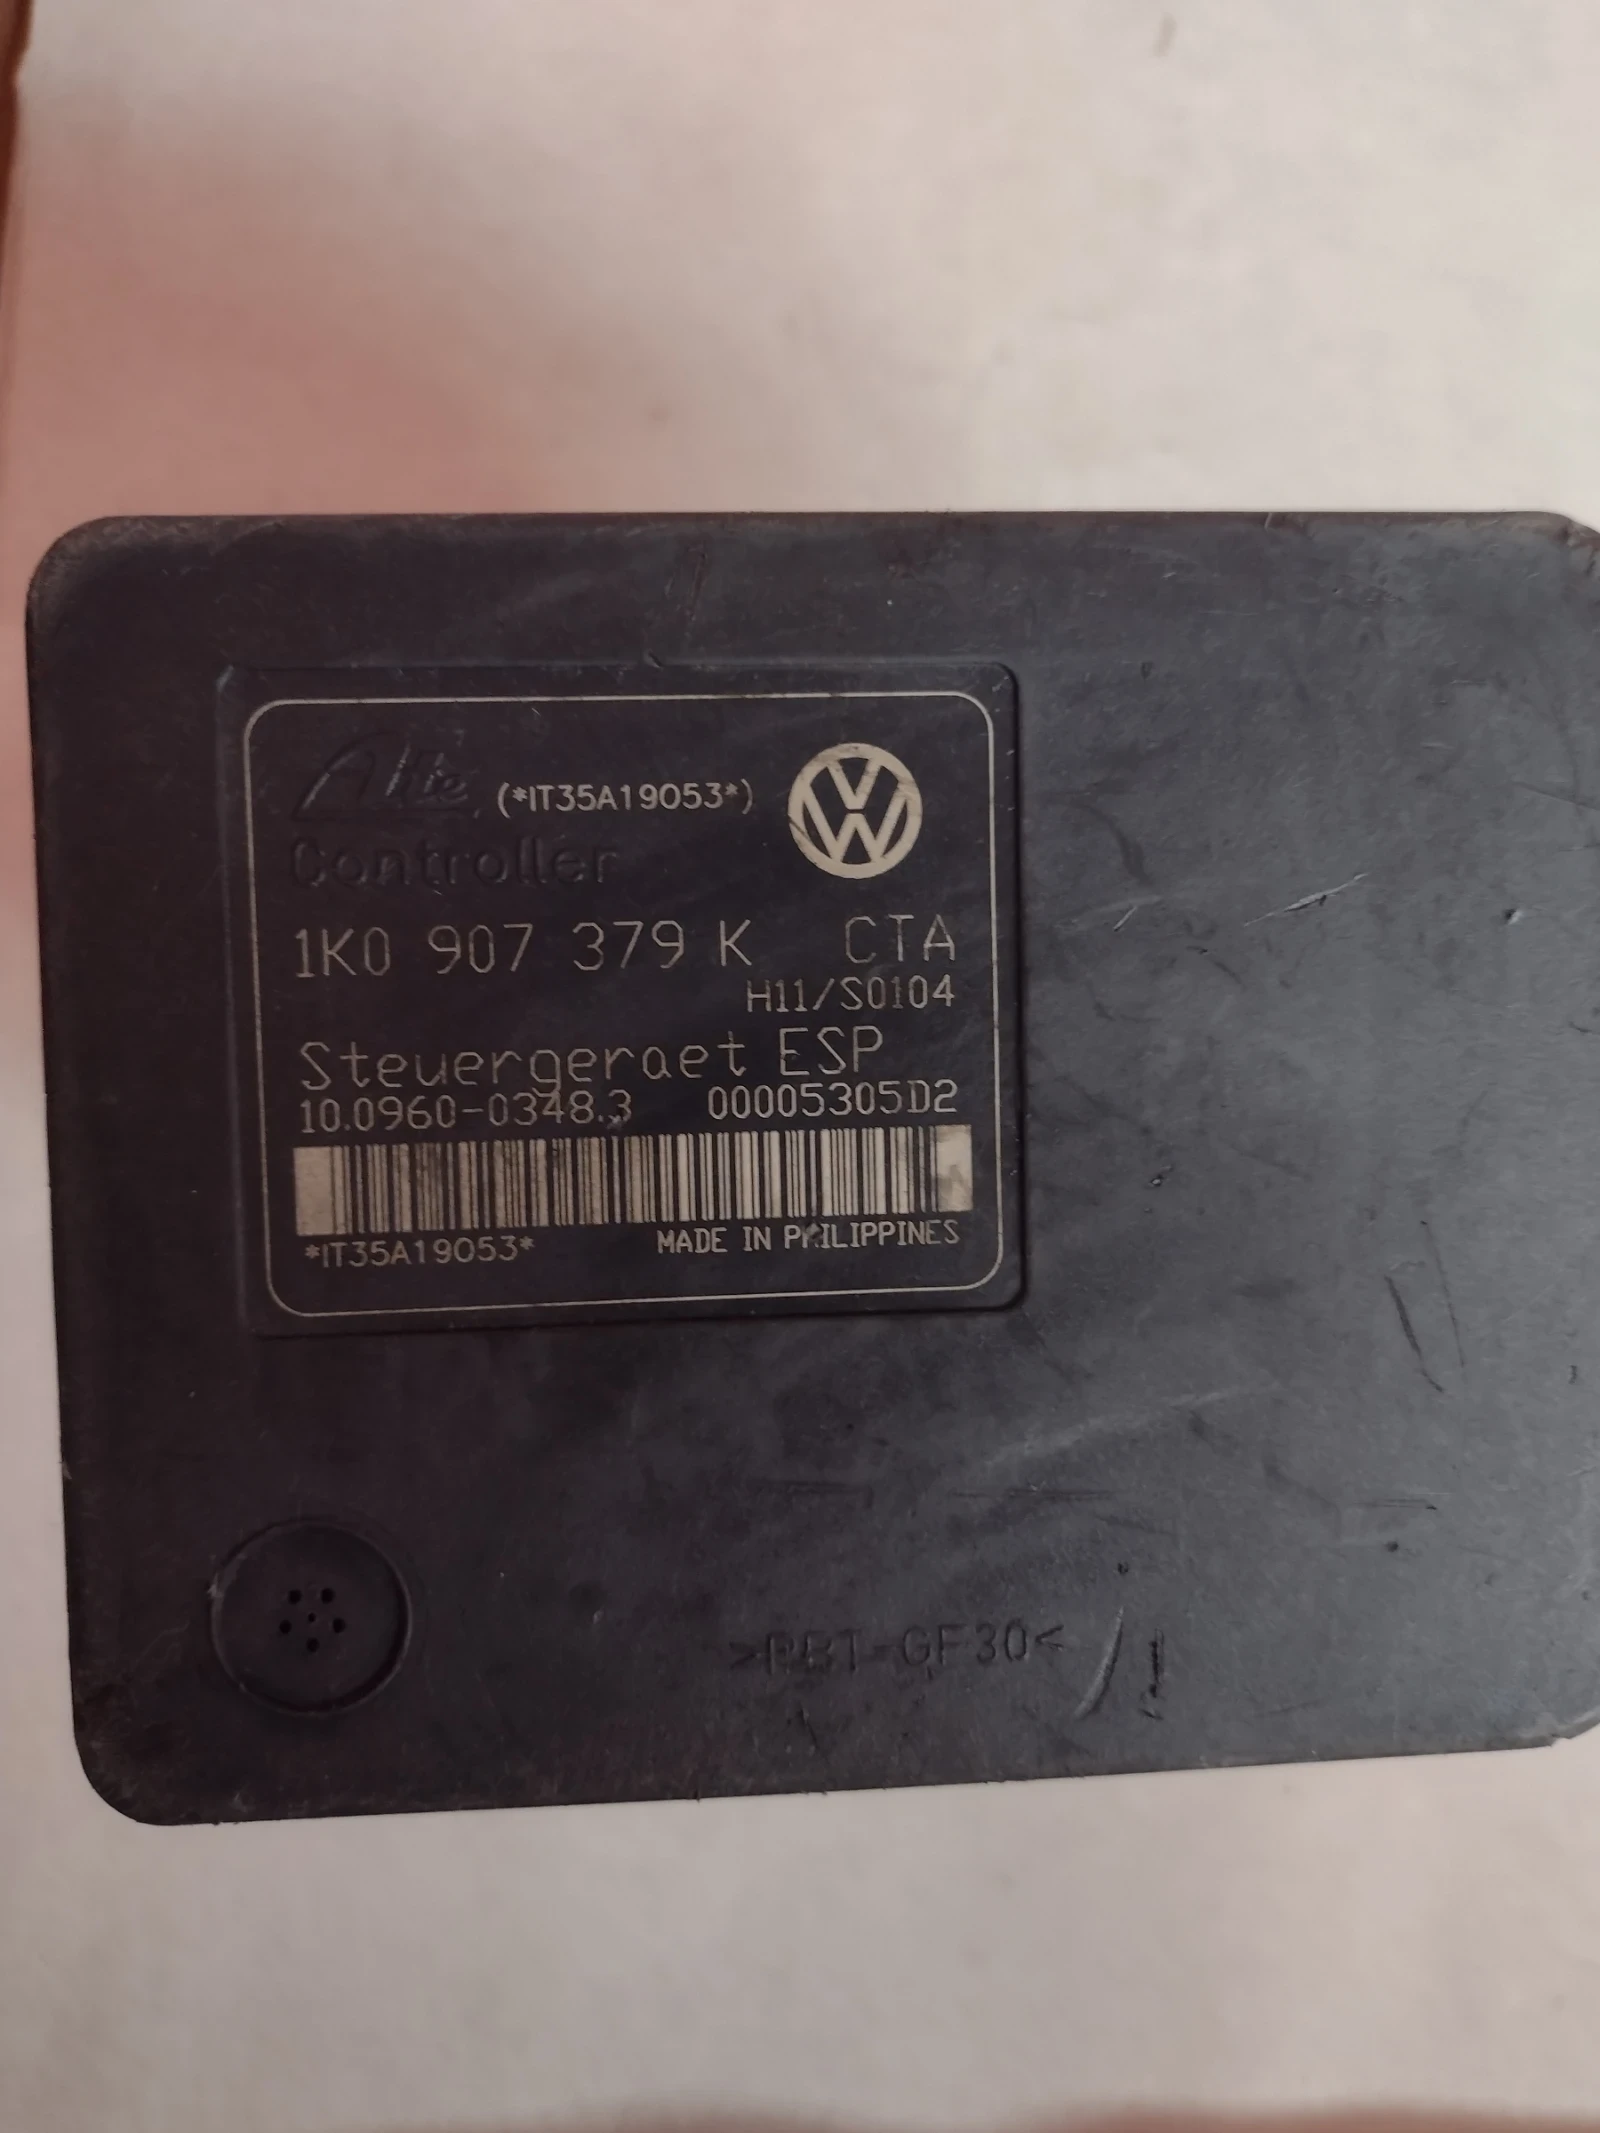 Ate (*IT35A19053*)
Controller
1K0 907 379 K CTA
H11/S0104
Steuergeraet ESP
10.0960-0348.3 00005305D2
*IT35A19053* MADE IN PHILIPPINES
>PBT-GF30<